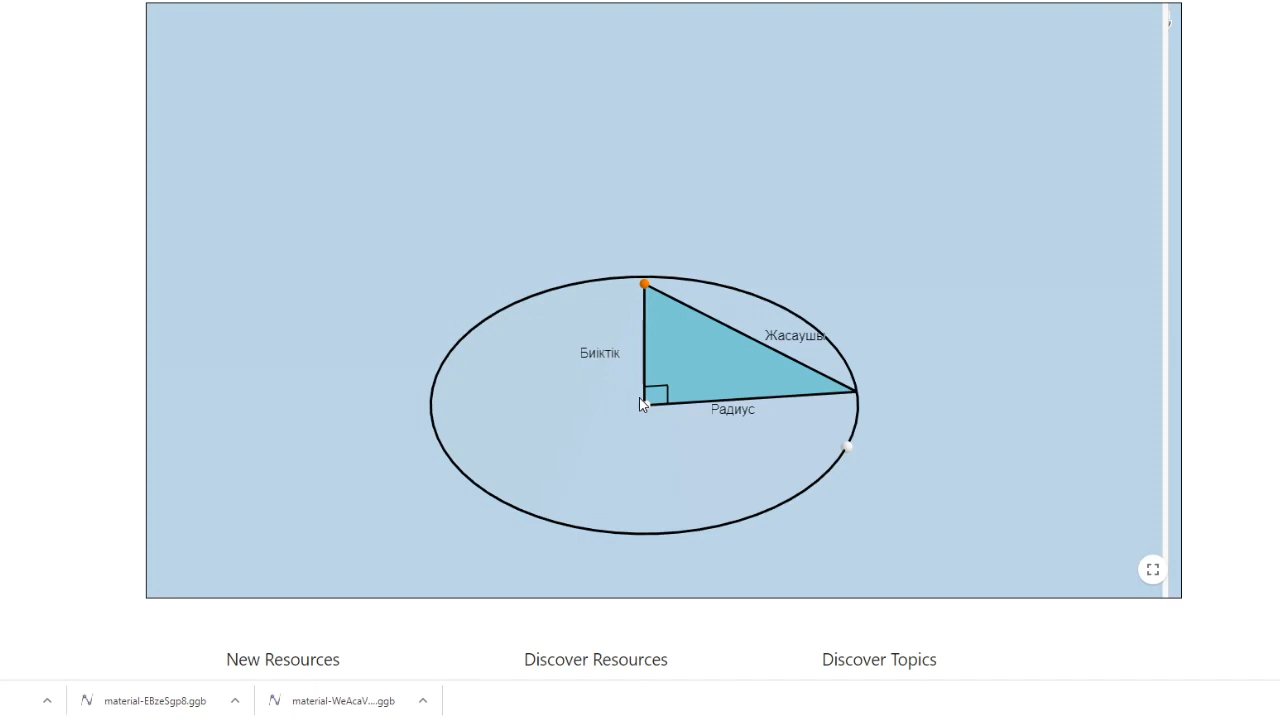 Жасаушы
Биіктік
Радиус
New Resources
Discover Resources
Discover Topics
material-EBzeSgp8.ggb
material-WeAcaV....ggb